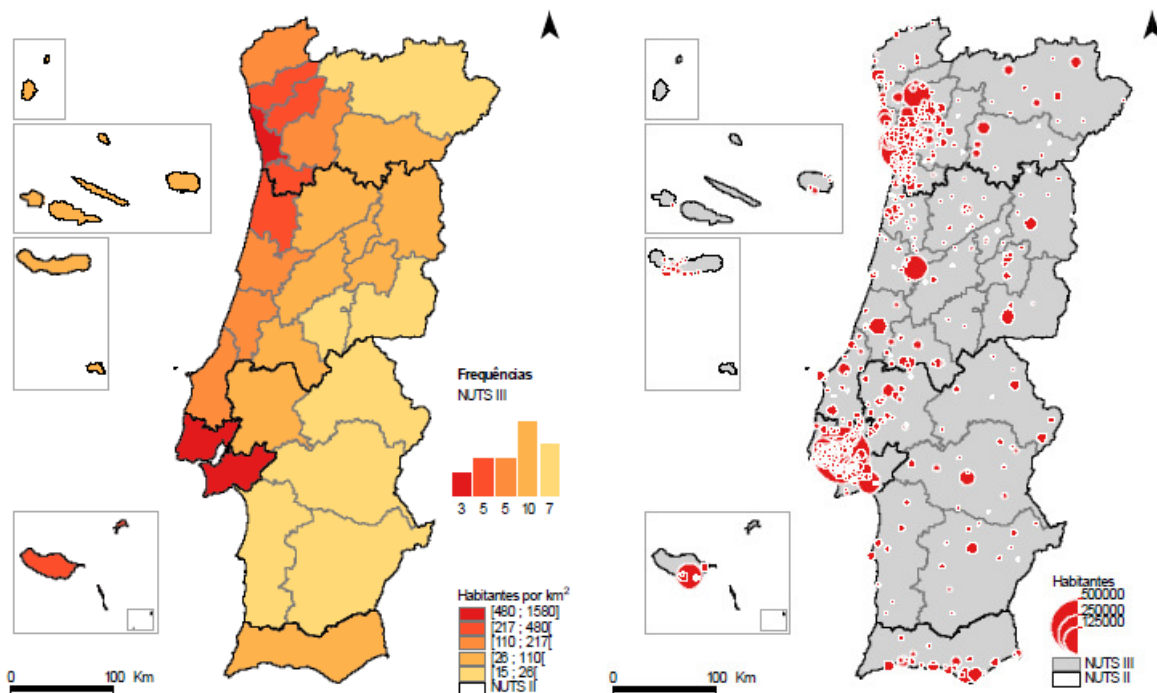 Frequências
NUTS III
3 5 5 10 7
Habitantes por km²
[480 ; 1580]
[217 ; 480[
[110 ; 217[
[26 ; 110[
[15 ; 26[
NUTS II
0 100 Km
Habitantes
500000
250000
125000
NUTS III
NUTS II
0 100 Km